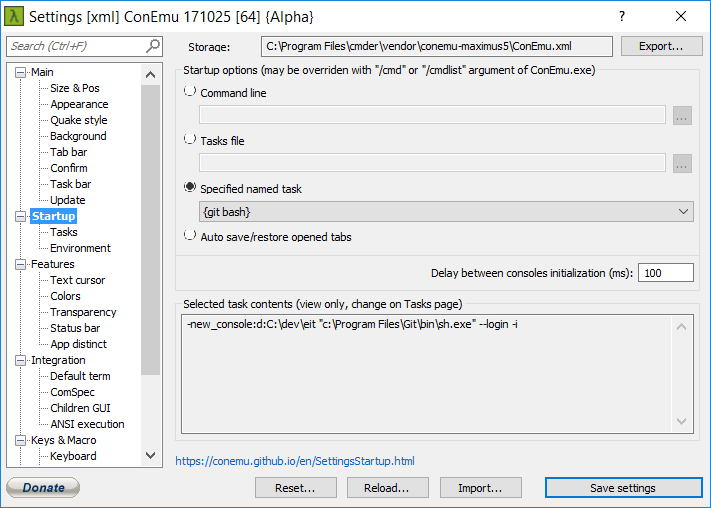 λ Settings [xml] ConEmu 171025 [64] {Alpha} ?
Search (Ctrl+F)
Storage: C:\Program Files\cmder\vendor\conemu-maximus5\ConEmu.xml Export...
Main
Size & Pos
Appearance
Quake style
Background
Tab bar
Confirm
Task bar
Update
Startup
Tasks
Environment
Features
Text cursor
Colors
Transparency
Status bar
App distinct
Integration
Default term
ComSpec
Children GUI
ANSI execution
Keys & Macro
Keyboard
Startup options (may be overriden with "/cmd" or "/cmdlist" argument of ConEmu.exe)
Command line
...
Tasks file
...
Specified named task
{git bash}
Auto save/restore opened tabs
Delay between consoles initialization (ms): 100
Selected task contents (view only, change on Tasks page)
-new_console:d:C:\dev\eit "c:\Program Files\Git\bin\sh.exe" --login -i
https://conemu.github.io/en/SettingsStartup.html
Donate Reset... Reload... Import... Save settings